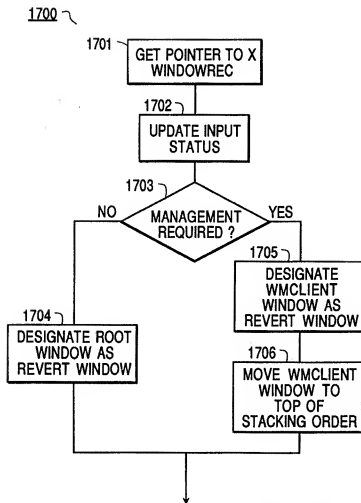 1700
1701
GET POINTER TO X
WINDOWREC
1702
UPDATE INPUT
STATUS
1703
MANAGEMENT
REQUIRED ?
NO
YES
1705
DESIGNATE
WMCLIENT
WINDOW AS
REVERT WINDOW
1704
DESIGNATE ROOT
WINDOW AS
REVERT WINDOW
1706
MOVE WMCLIENT
WINDOW TO
TOP OF
STACKING ORDER